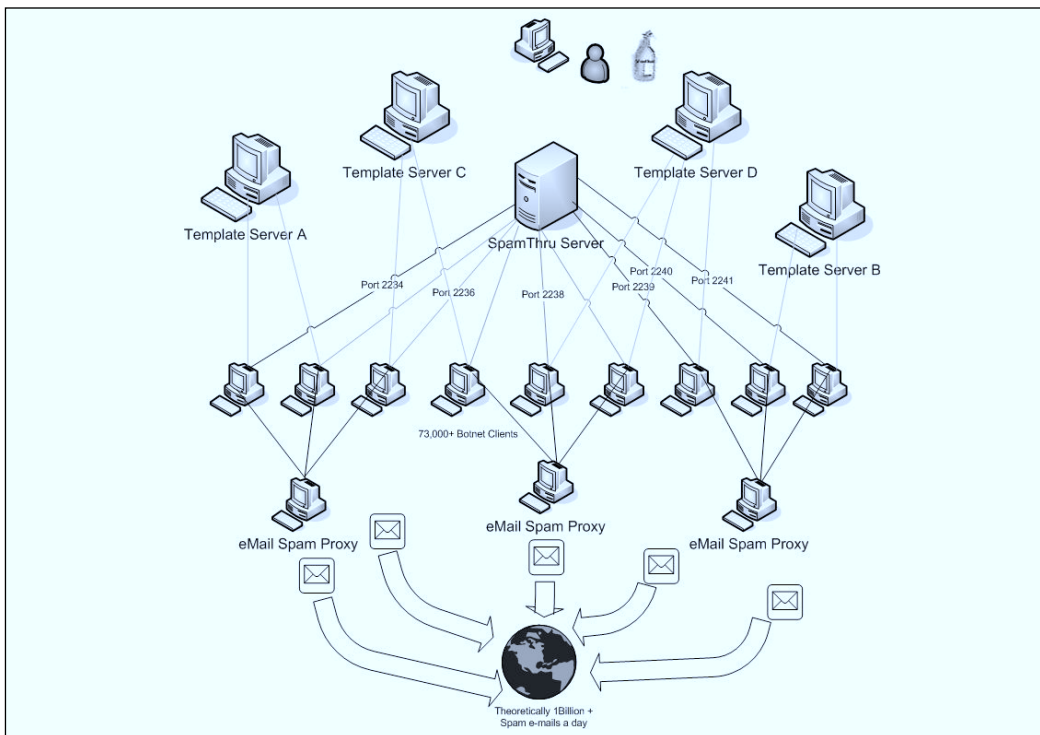 Template Server C
Template Server D
Template Server A
SpamThru Server
Template Server B
Port 2234
Port 2236
Port 2238
Port 2240
Port 2239
Port 2241
73,000+ Botnet Clients
eMail Spam Proxy
eMail Spam Proxy
eMail Spam Proxy
Theoretically 1Billion +
Spam e-mails a day